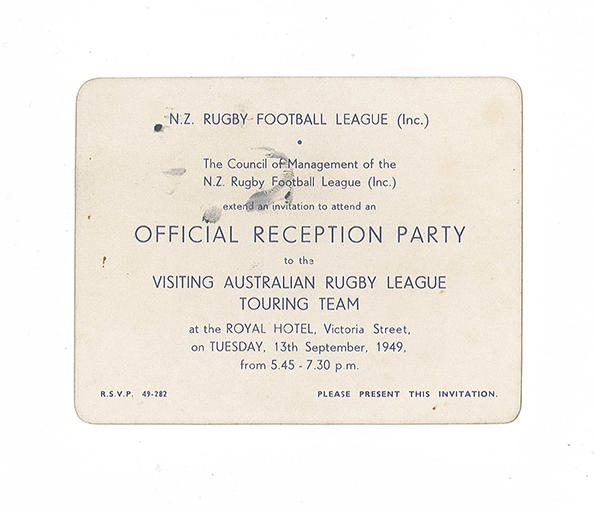 N.Z. RUGBY FOOTBALL LEAGUE (Inc.)
The Council of Management of the
N.Z. Rugby Football League (Inc.)
extend an invitation to attend an
OFFICIAL RECEPTION PARTY
to the
VISITING AUSTRALIAN RUGBY LEAGUE
TOURING TEAM
at the ROYAL HOTEL, Victoria Street,
on TUESDAY, 13th September, 1949,
from 5.45 - 7.30 p.m.
R.S.V.P. 49-282
PLEASE PRESENT THIS INVITATION.